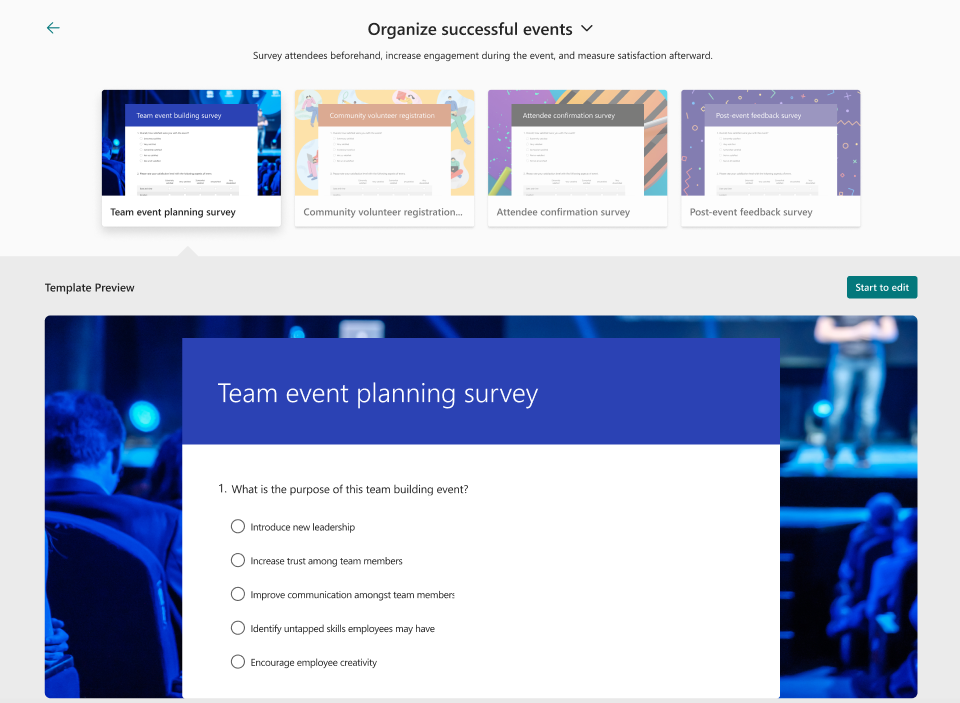 Organize successful events
Survey attendees beforehand, increase engagement during the event, and measure satisfaction afterward.
Team event building survey
Community volunteer registration
Attendee confirmation survey
Post-event feedback survey
Team event planning survey
Community volunteer registration...
Attendee confirmation survey
Post-event feedback survey
Template Preview
Start to edit
Team event planning survey
1. What is the purpose of this team building event?
Introduce new leadership
Increase trust among team members
Improve communication amongst team members
Identify untapped skills employees may have
Encourage employee creativity